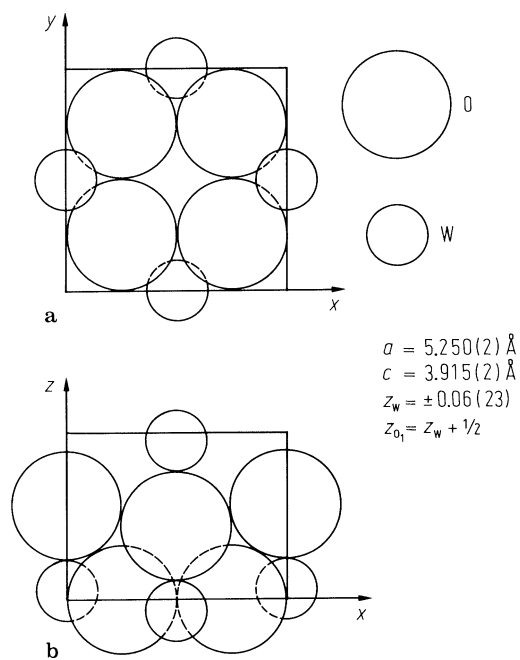 y
O
W
x
a
a = 5.250(2) Å
c = 3.915(2) Å
z_W = ±0.06(23)
z_O₁ = z_W + 1/2
z
x
b